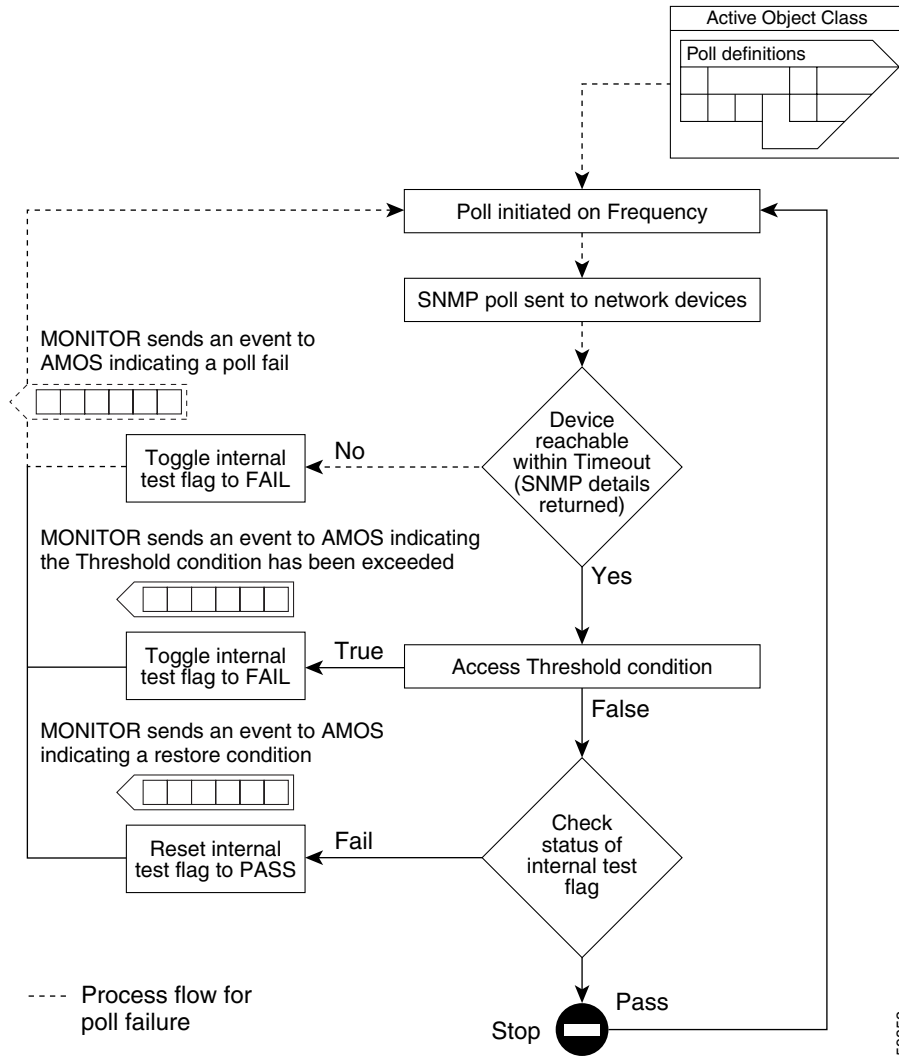 Active Object Class
Poll definitions
Poll initiated on Frequency
SNMP poll sent to network devices
MONITOR sends an event to
AMOS indicating a poll fail
Device
reachable
within Timeout
(SNMP details
returned)
No
Toggle internal
test flag to FAIL
MONITOR sends an event to AMOS indicating
the Threshold condition has been exceeded
Yes
Toggle internal
test flag to FAIL
True
Access Threshold condition
False
MONITOR sends an event to AMOS
indicating a restore condition
Check
status of
internal test
flag
Fail
Reset internal
test flag to PASS
Process flow for
poll failure
Pass
Stop